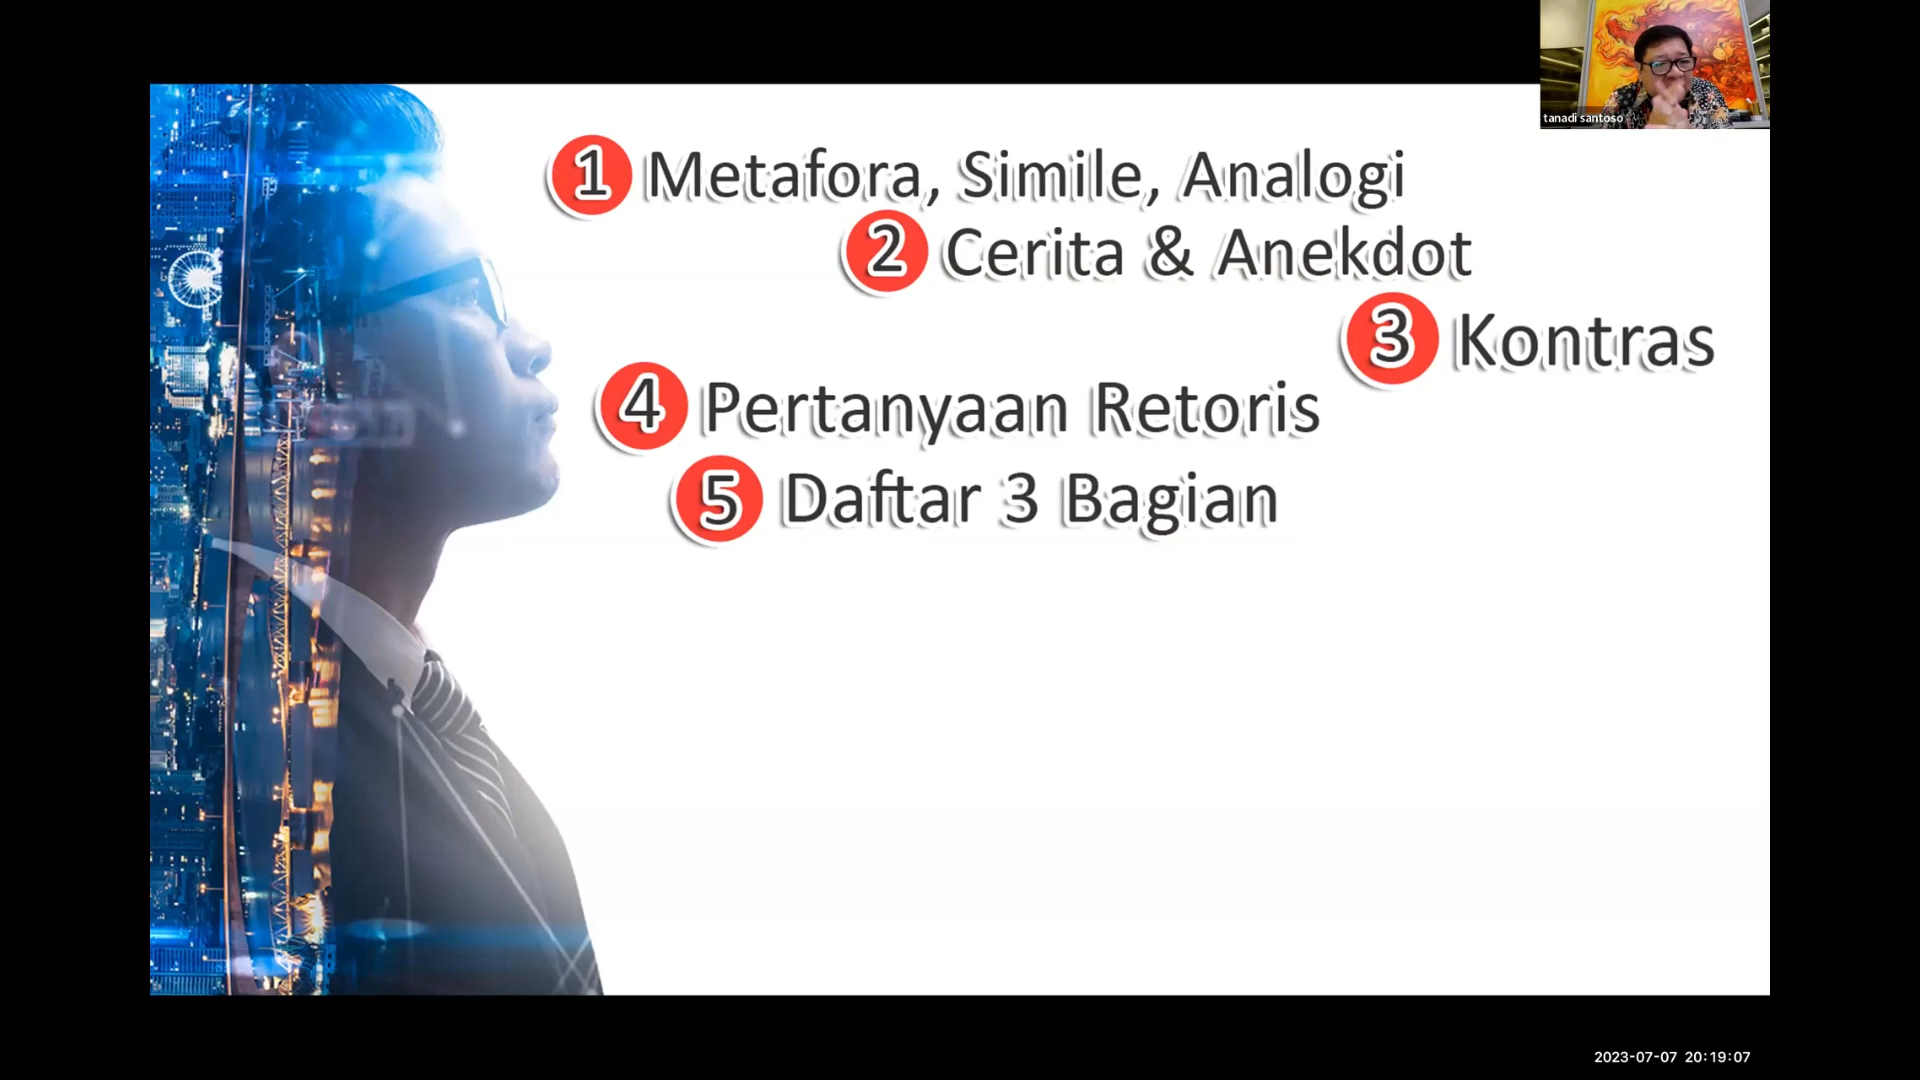 tanadi santoso
1 Metafora, Simile, Analogi
2 Cerita & Anekdot
3 Kontras
4 Pertanyaan Retoris
5 Daftar 3 Bagian
2023-07-07 20:19:07